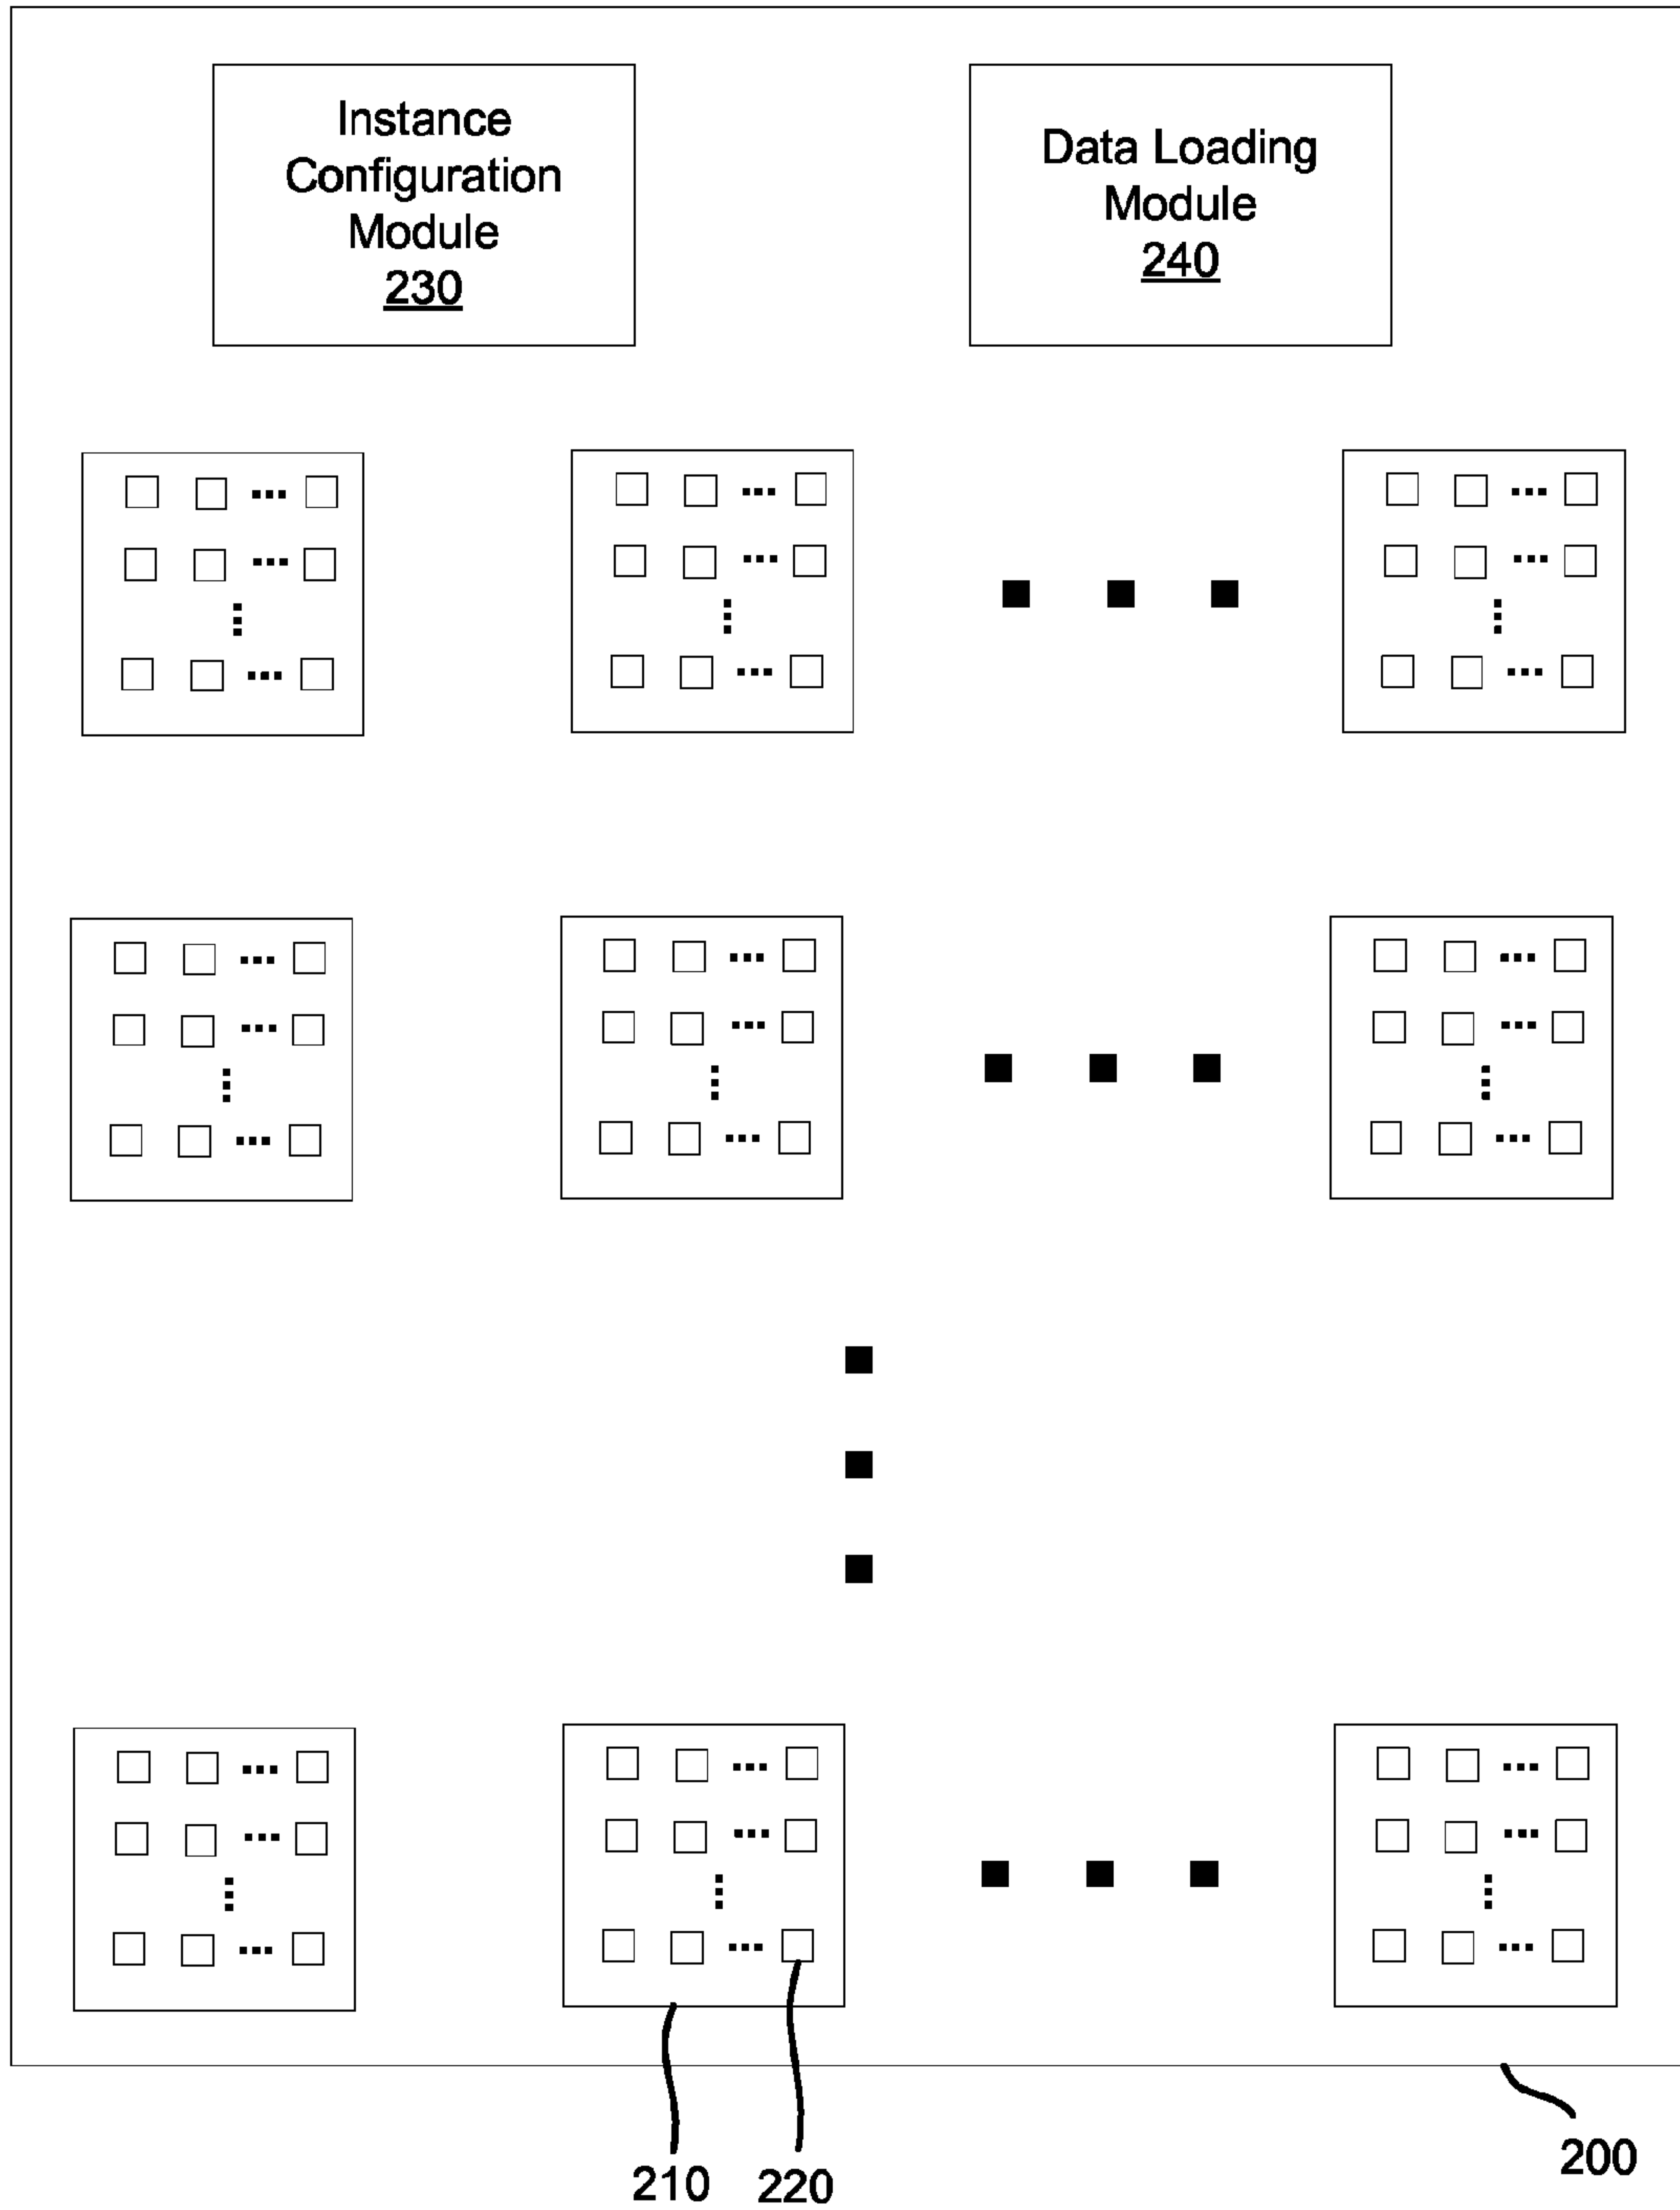 Instance
Configuration
Module
230
Data Loading
Module
240
210
220
200